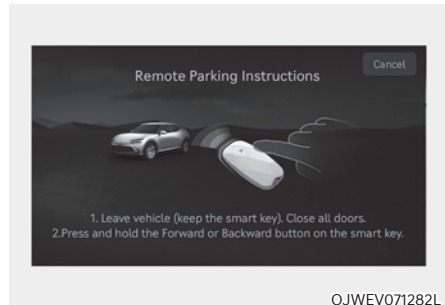 Cancel
Remote Parking Instructions
1. Leave vehicle (keep the smart key). Close all doors.
2.Press and hold the Forward or Backward button on the smart key.
OJWEV071282L